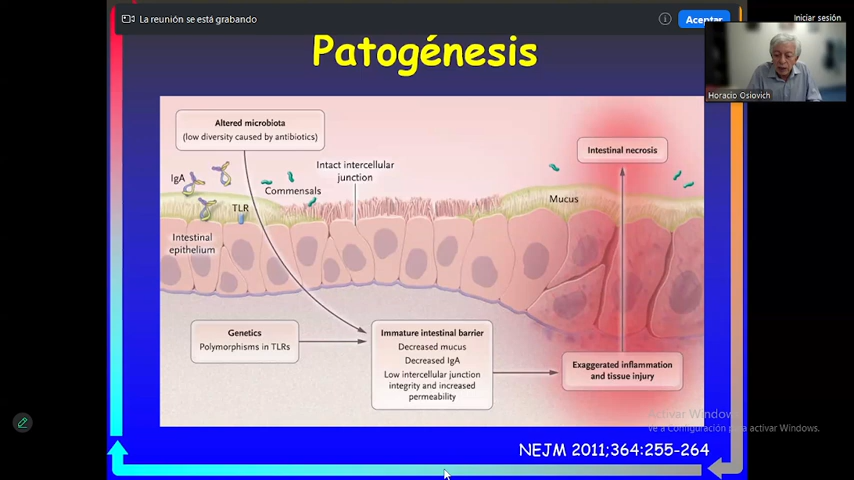 La reunión se está grabando
Aceptar
Iniciar sesión
Horacio Osiovich
Patogénesis
Altered microbiota
(low diversity caused by antibiotics)
Intestinal necrosis
IgA
Intact intercellular
junction
Commensals
TLR
Mucus
Intestinal
epithelium
Genetics
Polymorphisms in TLRs
Immature intestinal barrier
Decreased mucus
Decreased IgA
Low intercellular junction
integrity and increased
permeability
Exaggerated inflammation
and tissue injury
Activar Windows
Ve a Configuración para activar Windows.
NEJM 2011;364:255-264